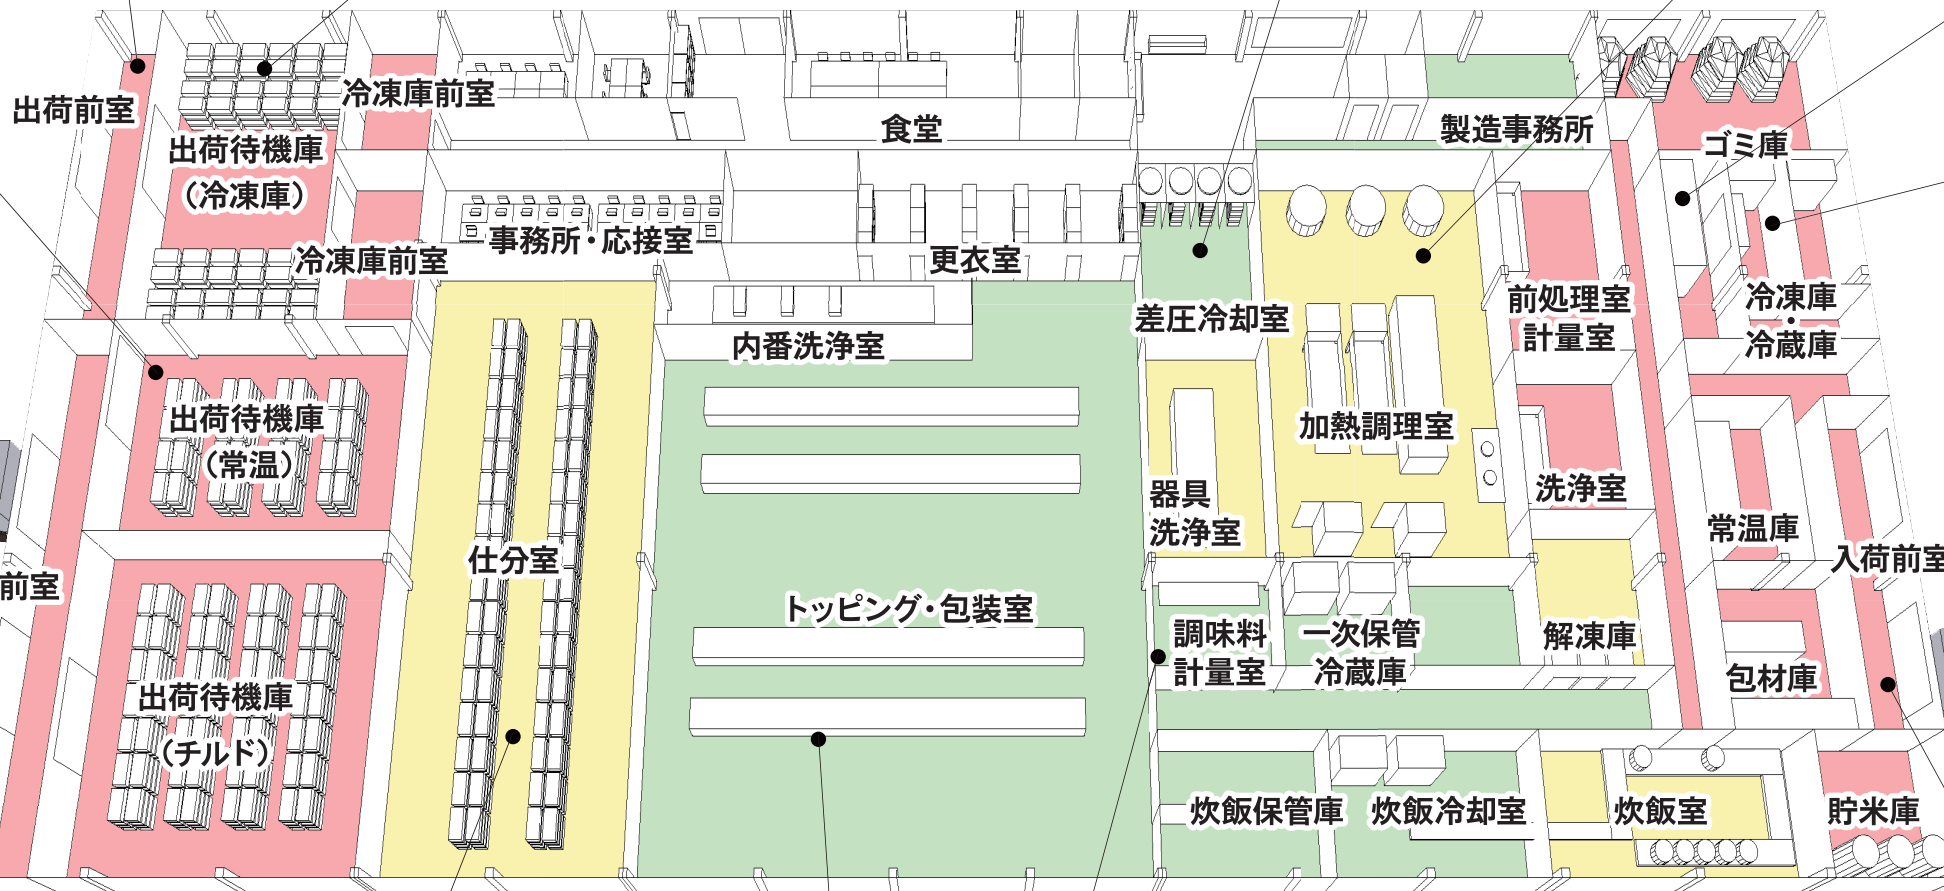 出荷前室
出荷待機庫
（冷凍庫）
冷凍庫前室
冷凍庫前室
事務所・応接室
食堂
更衣室
内番洗浄室
差圧冷却室
製造事務所
ゴミ庫
前処理室
計量室
冷凍庫
・
冷蔵庫
出荷待機庫
（常温）
加熱調理室
器具
洗浄室
洗浄室
常温庫
入荷前室
前室
仕分室
トッピング・包装室
調味料
計量室
一次保管
冷蔵庫
解凍庫
包材庫
出荷待機庫
（チルド）
炊飯保管庫
炊飯冷却室
炊飯室
貯米庫